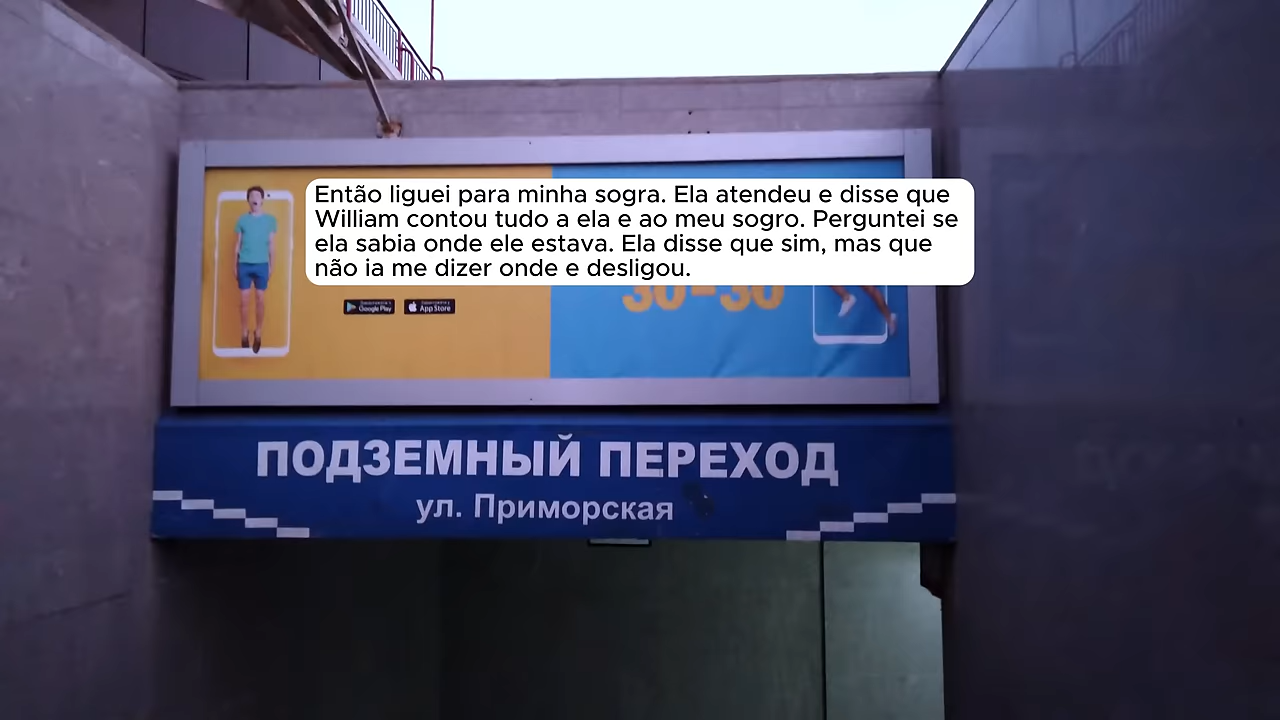 Então liguei para minha sogra. Ela atendeu e disse que
William contou tudo a ela e ao meu sogro. Perguntei se
ela sabia onde ele estava. Ela disse que sim, mas que
não ia me dizer onde e desligou.
30-30
Google Play
App Store
ПОДЗЕМНЫЙ ПЕРЕХОД
ул. Приморская